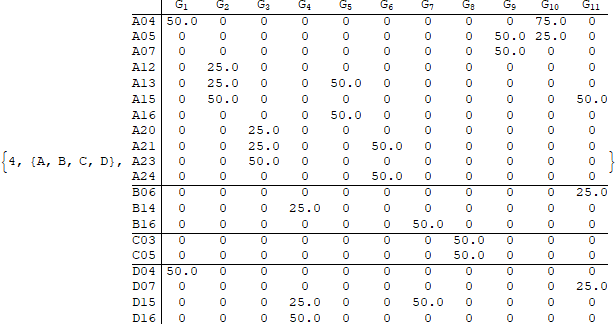 G₁ G₂ G₃ G₄ G₅ G₆ G₇ G₈ G₉ G₁₀ G₁₁
A04 50.0 0 0 0 0 0 0 0 0 75.0 0
A05 0 0 0 0 0 0 0 0 50.0 25.0 0
A07 0 0 0 0 0 0 0 0 50.0 0 0
A12 0 25.0 0 0 0 0 0 0 0 0 0
A13 0 25.0 0 0 50.0 0 0 0 0 0 0
A15 0 50.0 0 0 0 0 0 0 0 0 50.0
A16 0 0 0 0 50.0 0 0 0 0 0 0
A20 0 0 25.0 0 0 0 0 0 0 0 0
A21 0 0 25.0 0 0 50.0 0 0 0 0 0
{4, {A, B, C, D}, A23 0 0 50.0 0 0 0 0 0 0 0 0 }
A24 0 0 0 0 0 50.0 0 0 0 0 0
B06 0 0 0 0 0 0 0 0 0 0 25.0
B14 0 0 0 25.0 0 0 0 0 0 0 0
B16 0 0 0 0 0 0 50.0 0 0 0 0
C03 0 0 0 0 0 0 0 50.0 0 0 0
C05 0 0 0 0 0 0 0 50.0 0 0 0
D04 50.0 0 0 0 0 0 0 0 0 0 0
D07 0 0 0 0 0 0 0 0 0 0 25.0
D15 0 0 0 25.0 0 0 50.0 0 0 0 0
D16 0 0 0 50.0 0 0 0 0 0 0 0